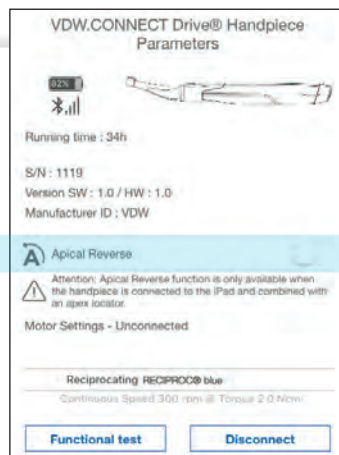 VDW.CONNECT Drive® Handpiece
Parameters
82%
Running time : 34h
S/N : 1119
Version SW : 1.0 / HW : 1.0
Manufacturer ID : VDW
A Apical Reverse
Attention: Apical Reverse function is only available when
the handpiece is connected to the iPad and combined with
an apex locator.
Motor Settings - Unconnected
Reciprocating RECIPROC® blue
Continuous Speed 300 rpm @ Torque 2.0 Ncm
Functional test
Disconnect